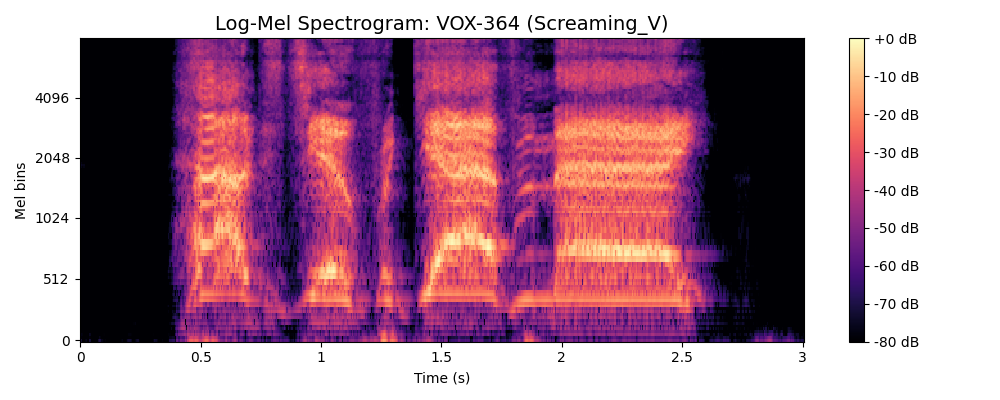 Log-Mel Spectrogram: VOX-364 (Screaming_V)
Mel bins
4096
2048
1024
512
0
0
0.5
1
1.5
2
2.5
3
Time (s)
+0 dB
-10 dB
-20 dB
-30 dB
-40 dB
-50 dB
-60 dB
-70 dB
-80 dB